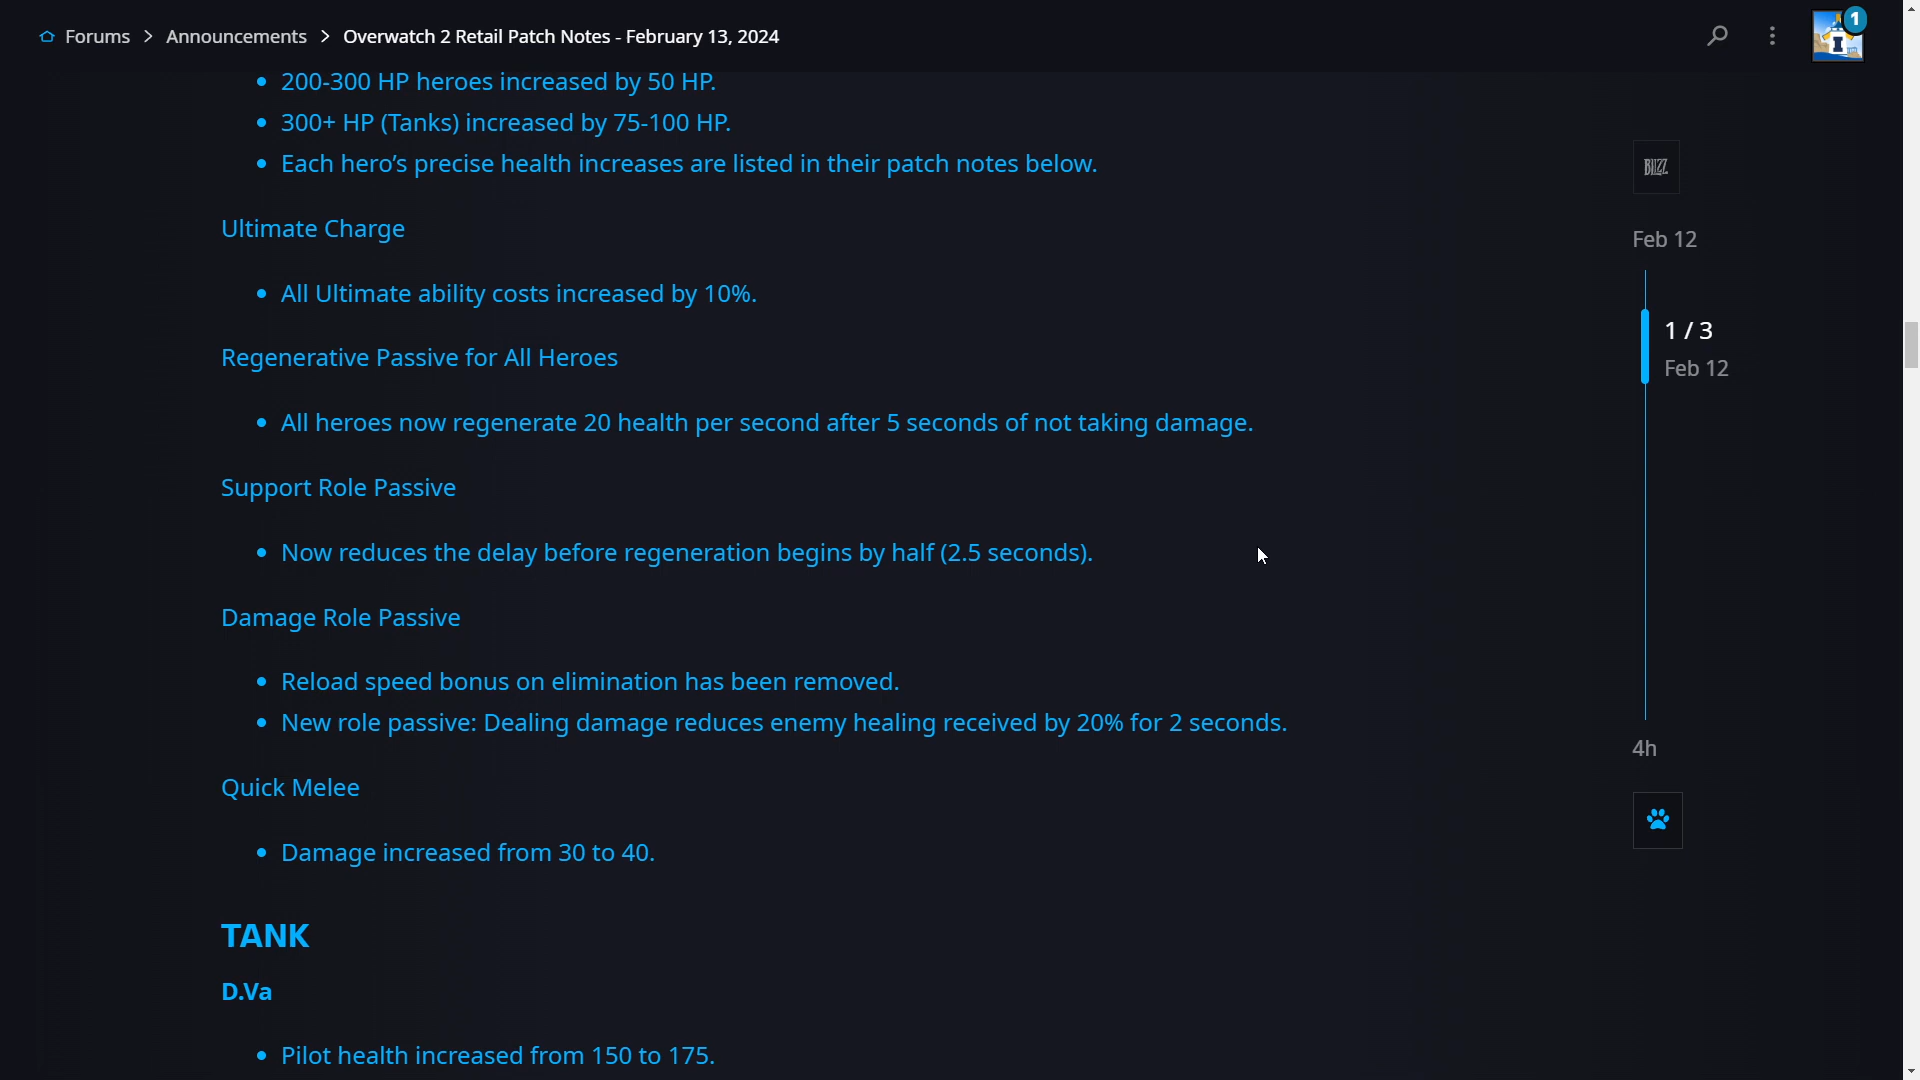 Forums > Announcements > Overwatch 2 Retail Patch Notes - February 13, 2024
1
• 200-300 HP heroes increased by 50 HP.
• 300+ HP (Tanks) increased by 75-100 HP.
• Each hero’s precise health increases are listed in their patch notes below.
BLIZZ
Ultimate Charge
Feb 12
• All Ultimate ability costs increased by 10%.
1 / 3
Regenerative Passive for All Heroes
Feb 12
• All heroes now regenerate 20 health per second after 5 seconds of not taking damage.
Support Role Passive
• Now reduces the delay before regeneration begins by half (2.5 seconds).
Damage Role Passive
• Reload speed bonus on elimination has been removed.
• New role passive: Dealing damage reduces enemy healing received by 20% for 2 seconds.
4h
Quick Melee
• Damage increased from 30 to 40.
TANK
D.Va
• Pilot health increased from 150 to 175.